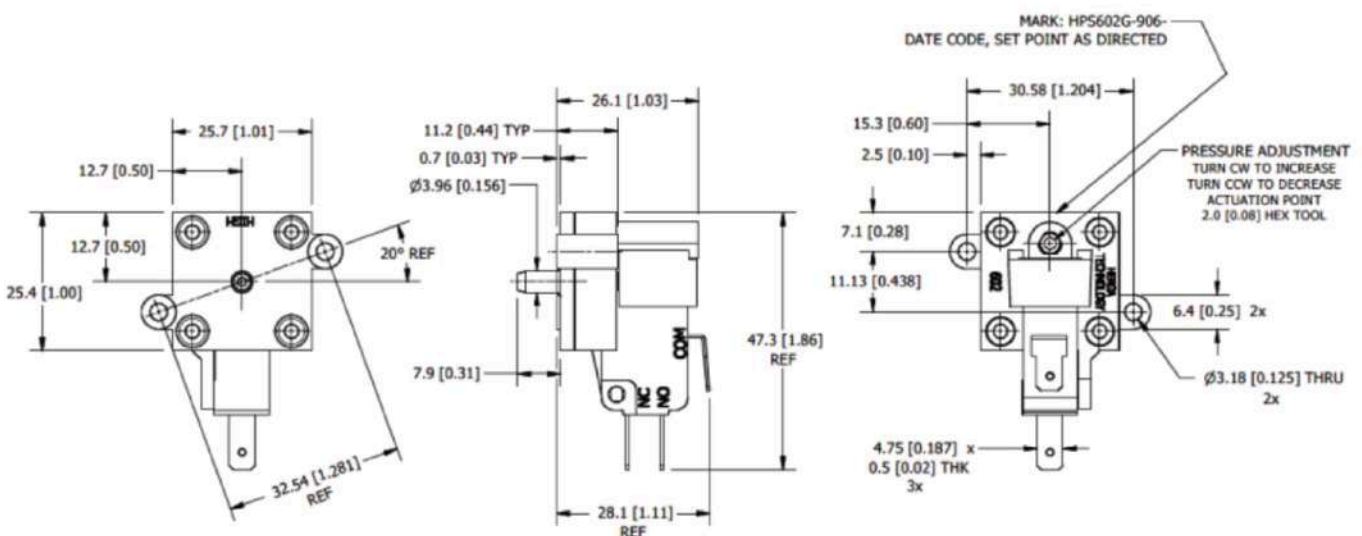 25.7 [1.01]
12.7 [0.50]
12.7 [0.50]
25.4 [1.00]
20° REF
32.54 [1.281]
REF
26.1 [1.03]
11.2 [0.44] TYP
0.7 [0.03] TYP
Ø3.96 [0.156]
7.9 [0.31]
COM
NC
NO
47.3 [1.86]
REF
28.1 [1.11]
REF
MARK: HPS602G-906-
DATE CODE, SET POINT AS DIRECTED
30.58 [1.204]
15.3 [0.60]
2.5 [0.10]
PRESSURE ADJUSTMENT
TURN CW TO INCREASE
TURN CCW TO DECREASE
ACTUATION POINT
2.0 [0.08] HEX TOOL
7.1 [0.28]
11.13 [0.438]
602
TECHNOLOGY
6.4 [0.25] 2x
Ø3.18 [0.125] THRU
2x
4.75 [0.187] x
0.5 [0.02] THK
3x